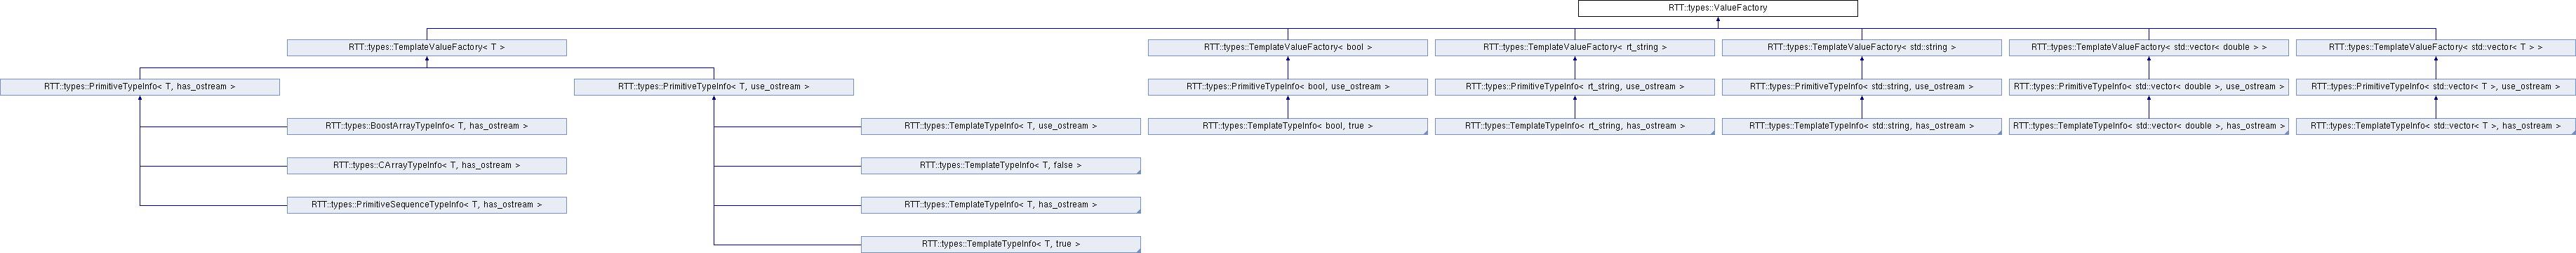 RTT::types::ValueFactory
RTT::types::TemplateValueFactory< T >
RTT::types::TemplateValueFactory< bool >
RTT::types::TemplateValueFactory< rt_string >
RTT::types::TemplateValueFactory< std::string >
RTT::types::TemplateValueFactory< std::vector< double > >
RTT::types::TemplateValueFactory< std::vector< T > >
RTT::types::PrimitiveTypeInfo< T, has_ostream >
RTT::types::PrimitiveTypeInfo< T, use_ostream >
RTT::types::PrimitiveTypeInfo< bool, use_ostream >
RTT::types::PrimitiveTypeInfo< rt_string, use_ostream >
RTT::types::PrimitiveTypeInfo< std::string, use_ostream >
RTT::types::PrimitiveTypeInfo< std::vector< double >, use_ostream >
RTT::types::PrimitiveTypeInfo< std::vector< T >, use_ostream >
RTT::types::BoostArrayTypeInfo< T, has_ostream >
RTT::types::TemplateTypeInfo< T, use_ostream >
RTT::types::TemplateTypeInfo< bool, true >
RTT::types::TemplateTypeInfo< rt_string, has_ostream >
RTT::types::TemplateTypeInfo< std::string, has_ostream >
RTT::types::TemplateTypeInfo< std::vector< double >, has_ostream >
RTT::types::TemplateTypeInfo< std::vector< T >, has_ostream >
RTT::types::CArrayTypeInfo< T, has_ostream >
RTT::types::TemplateTypeInfo< T, false >
RTT::types::PrimitiveSequenceTypeInfo< T, has_ostream >
RTT::types::TemplateTypeInfo< T, has_ostream >
RTT::types::TemplateTypeInfo< T, true >